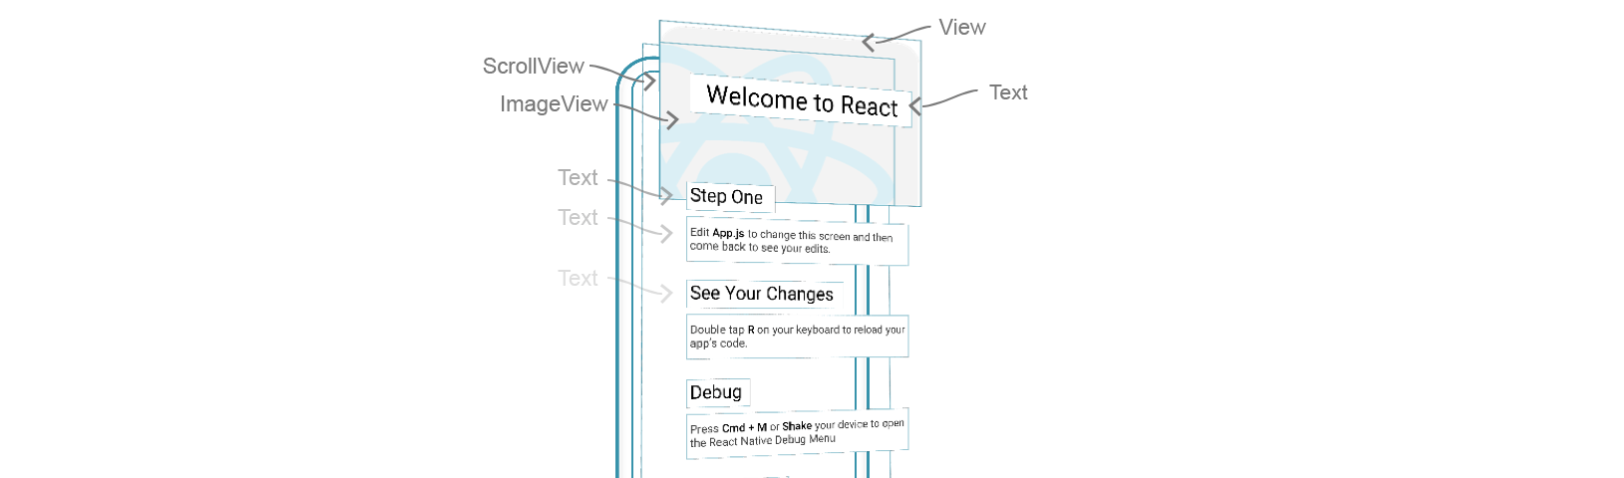 View
ScrollView
Text
ImageView
Welcome to React
Text
Step One
Text
Edit App.js to change this screen and then
come back to see your edits.
Text
See Your Changes
Double tap R on your keyboard to reload your
app's code.
Debug
Press Cmd + M or Shake your device to open
the React Native Debug Menu